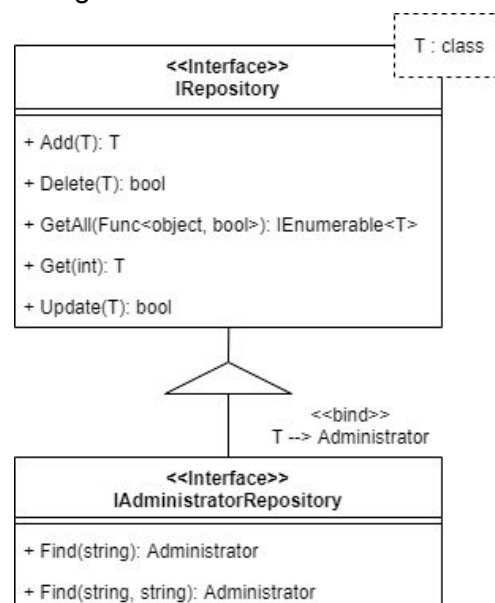 T : class
<<Interface>>
IRepository
+ Add(T): T
+ Delete(T): bool
+ GetAll(Func<object, bool>): IEnumerable<T>
+ Get(int): T
+ Update(T): bool
<<bind>>
T --> Administrator
<<Interface>>
IAdministratorRepository
+ Find(string): Administrator
+ Find(string, string): Administrator